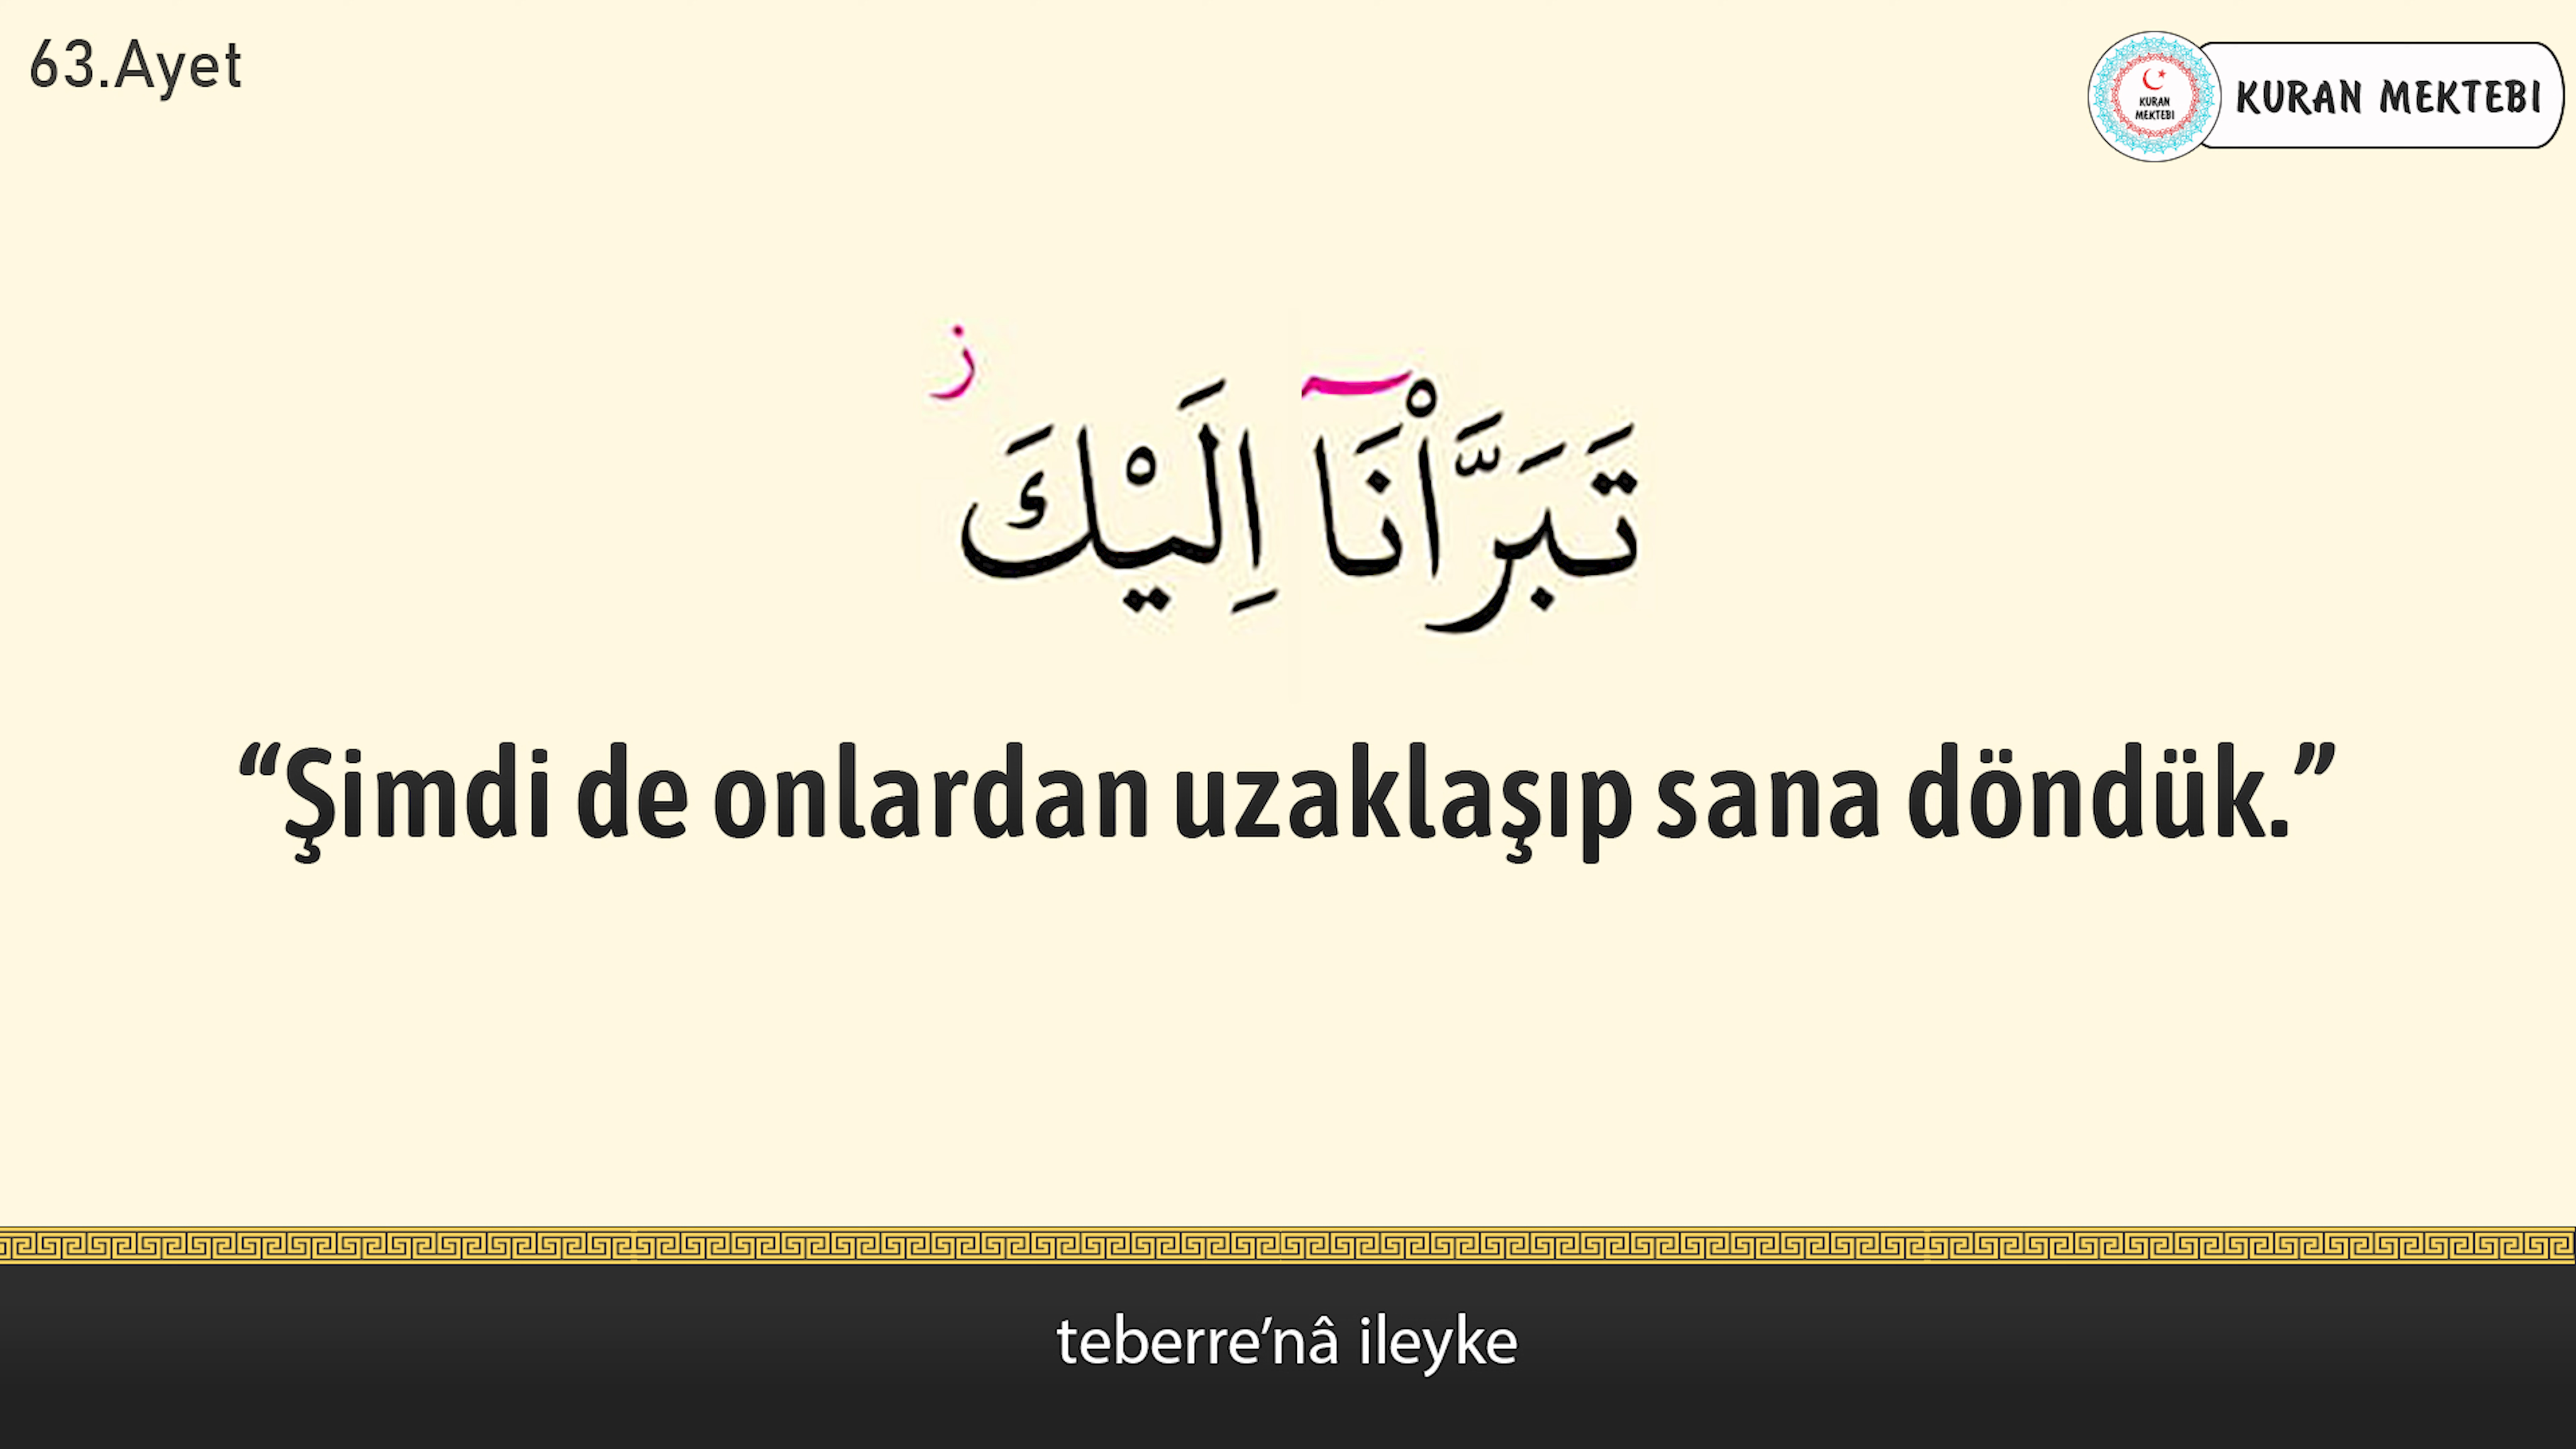 63.Ayet
KURAN
MEKTEBI
KURAN MEKTEBI
ز
تَبَرَّاْنَٓا اِلَيْكَ
“Şimdi de onlardan uzaklaşıp sana döndük.”
teberre’nâ ileyke